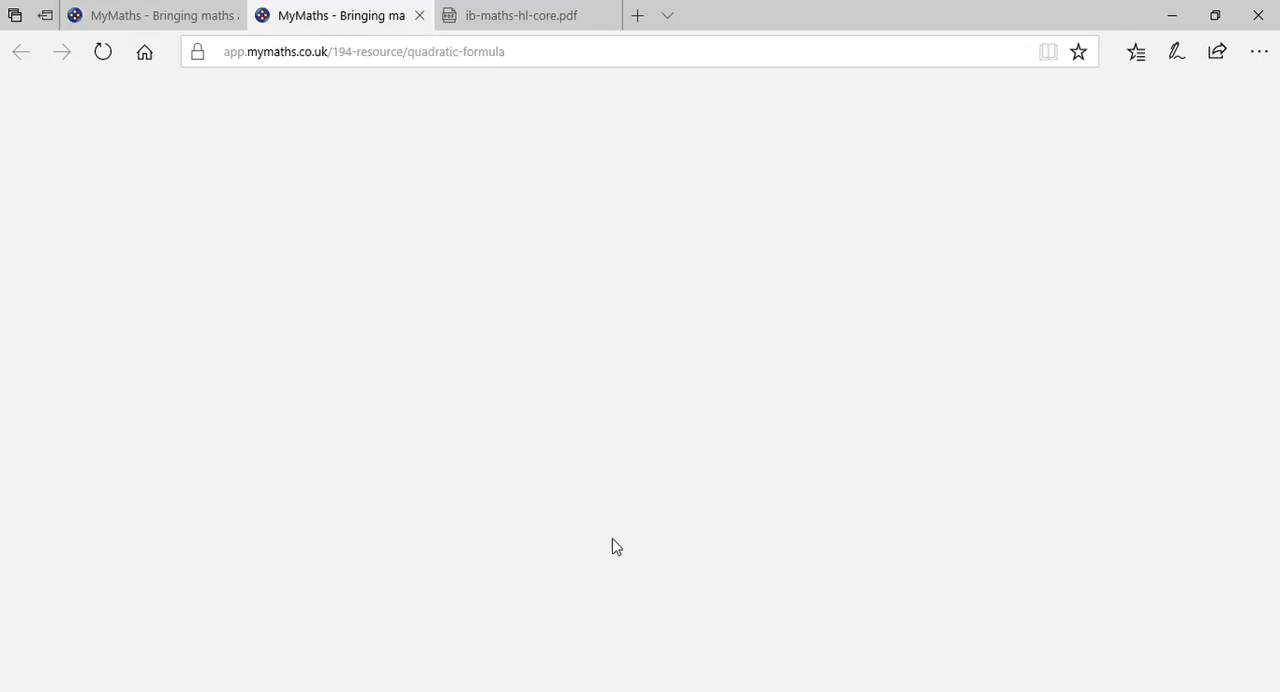 MyMaths - Bringing maths
MyMaths - Bringing ma
ib-maths-hl-core.pdf
app.mymaths.co.uk/194-resource/quadratic-formula